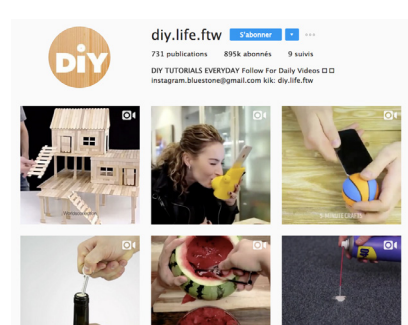 diy.life.ftw S'abonner
731 publications 895k abonnés 9 suivis
DIY TUTORIALS EVERYDAY Follow For Daily Videos
instagram.bluestone@gmail.com kik: diy.life.ftw
DiY
5-MINUTE CRAFTS
WD